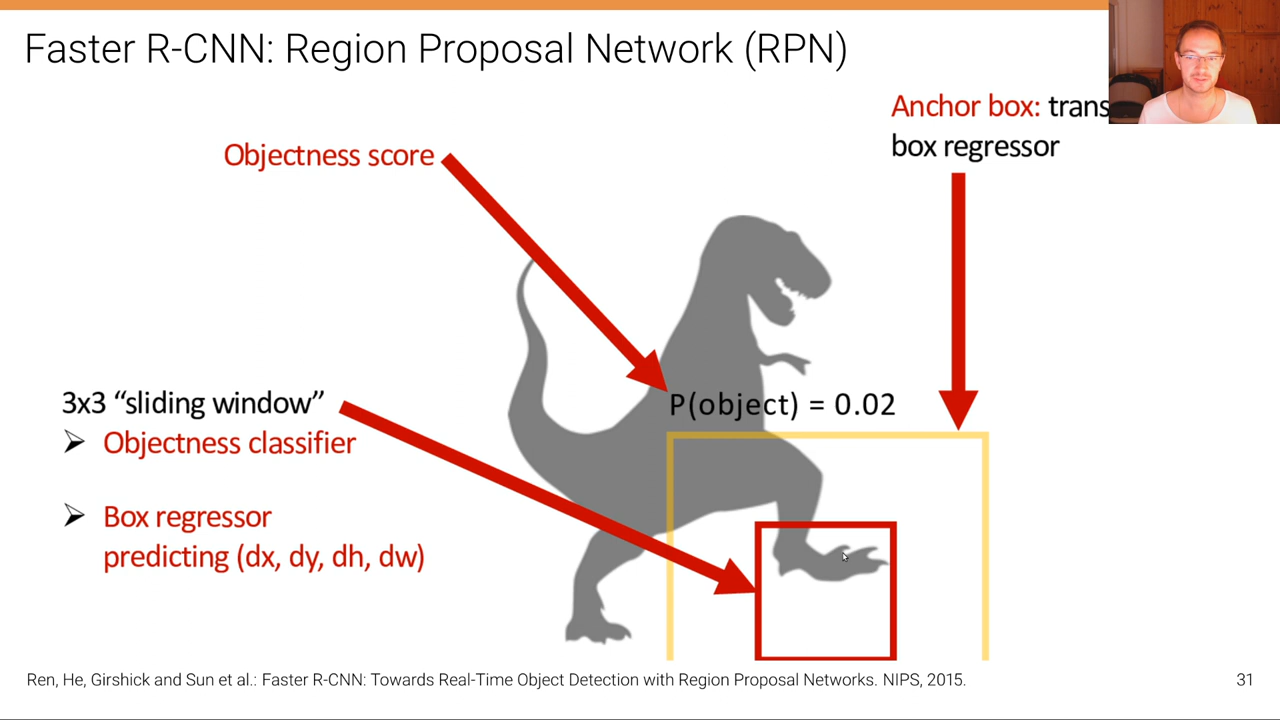 Faster R-CNN: Region Proposal Network (RPN)
Anchor box: trans
box regressor
Objectness score
P(object) = 0.02
3x3 “sliding window”
➢ Objectness classifier
➢ Box regressor
predicting (dx, dy, dh, dw)
Ren, He, Girshick and Sun et al.: Faster R-CNN: Towards Real-Time Object Detection with Region Proposal Networks. NIPS, 2015.
31